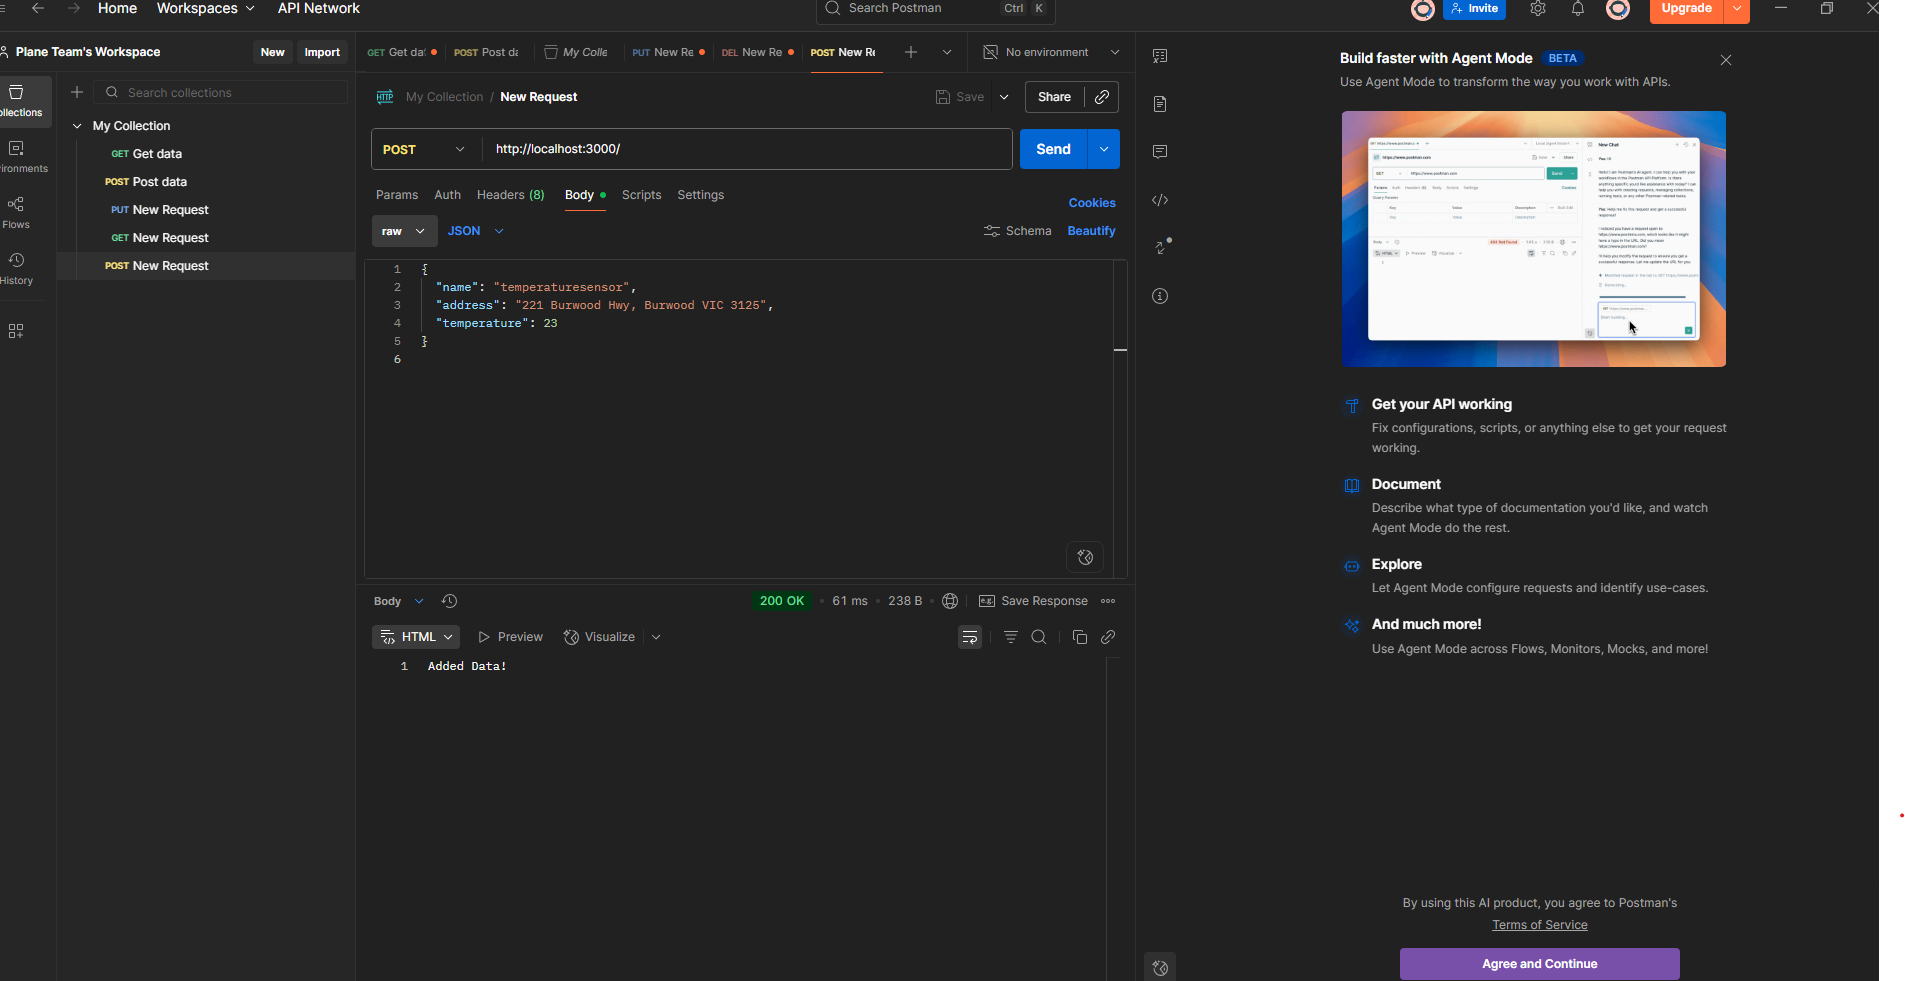 Home Workspaces API Network
Search Postman Ctrl K
Invite
Upgrade
Plane Team's Workspace New Import
GET Get da POST Post da My Colle PUT New Re DEL New Re POST New Re
No environment
ollections
ironments
Flows
History
Search collections
My Collection
GET Get data
POST Post data
PUT New Request
GET New Request
POST New Request
My Collection / New Request
Save Share
POST http://localhost:3000/ Send
Params Auth Headers (8) Body Scripts Settings Cookies
raw JSON Schema Beautify
1 {
2 "name": "temperaturesensor",
3 "address": "221 Burwood Hwy, Burwood VIC 3125",
4 "temperature": 23
5 }
6
Body 200 OK 61 ms 238 B e.g. Save Response
HTML Preview Visualize
1 Added Data!
Build faster with Agent Mode BETA
Use Agent Mode to transform the way you work with APIs.
New Chat
https://www.postman.com
Get your API working
Fix configurations, scripts, or anything else to get your request
working.
Document
Describe what type of documentation you'd like, and watch
Agent Mode do the rest.
Explore
Let Agent Mode configure requests and identify use-cases.
And much more!
Use Agent Mode across Flows, Monitors, Mocks, and more!
By using this AI product, you agree to Postman's
Terms of Service
Agree and Continue